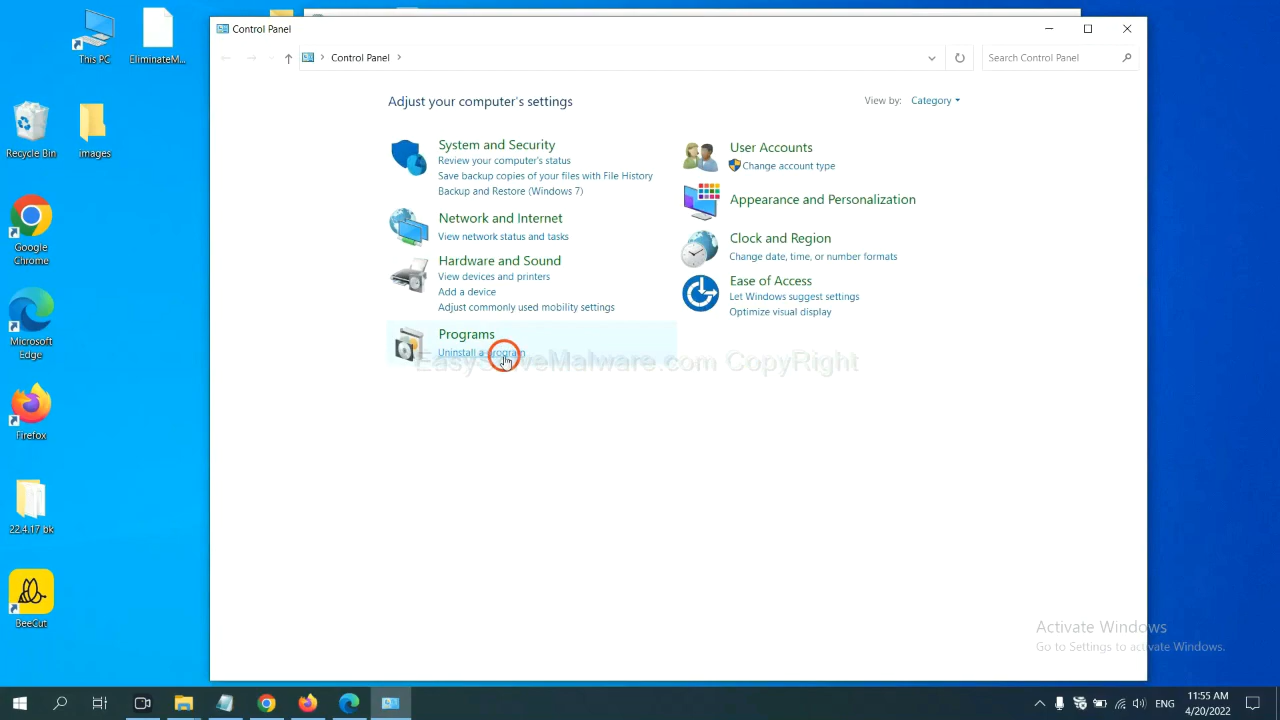 Control Panel
Control Panel
Search Control Panel
Adjust your computer's settings
View by: Category
System and Security
Review your computer's status
Save backup copies of your files with File History
Backup and Restore (Windows 7)
Network and Internet
View network status and tasks
Hardware and Sound
View devices and printers
Add a device
Adjust commonly used mobility settings
Programs
Uninstall a program
User Accounts
Change account type
Appearance and Personalization
Clock and Region
Change date, time, or number formats
Ease of Access
Let Windows suggest settings
Optimize visual display
EasySolveMalware.com CopyRight
This PC
EliminateM...
Recycle Bin
images
Google
Chrome
Microsoft
Edge
Firefox
22.4.17 bk
BeeCut
Activate Windows
Go to Settings to activate Windows.
ENG
11:55 AM
4/20/2022